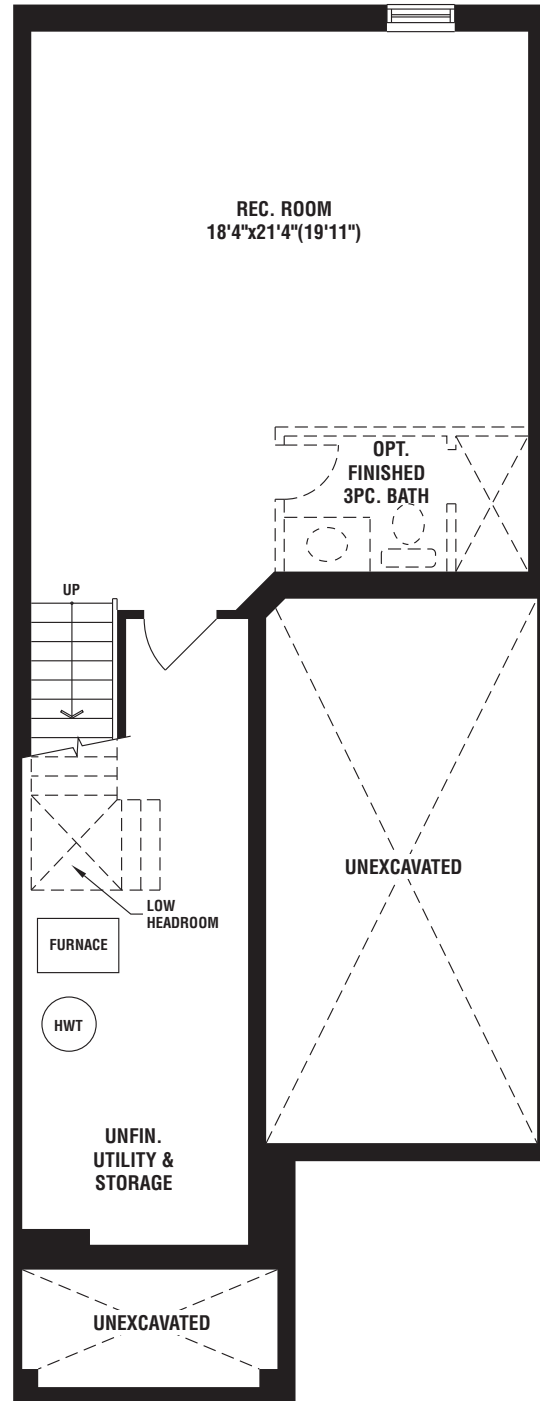 REC. ROOM
18'4"x21'4"(19'11")
OPT.
FINISHED
3PC. BATH
UP
UNEXCAVATED
LOW
HEADROOM
FURNACE
HWT
UNFIN.
UTILITY &
STORAGE
UNEXCAVATED